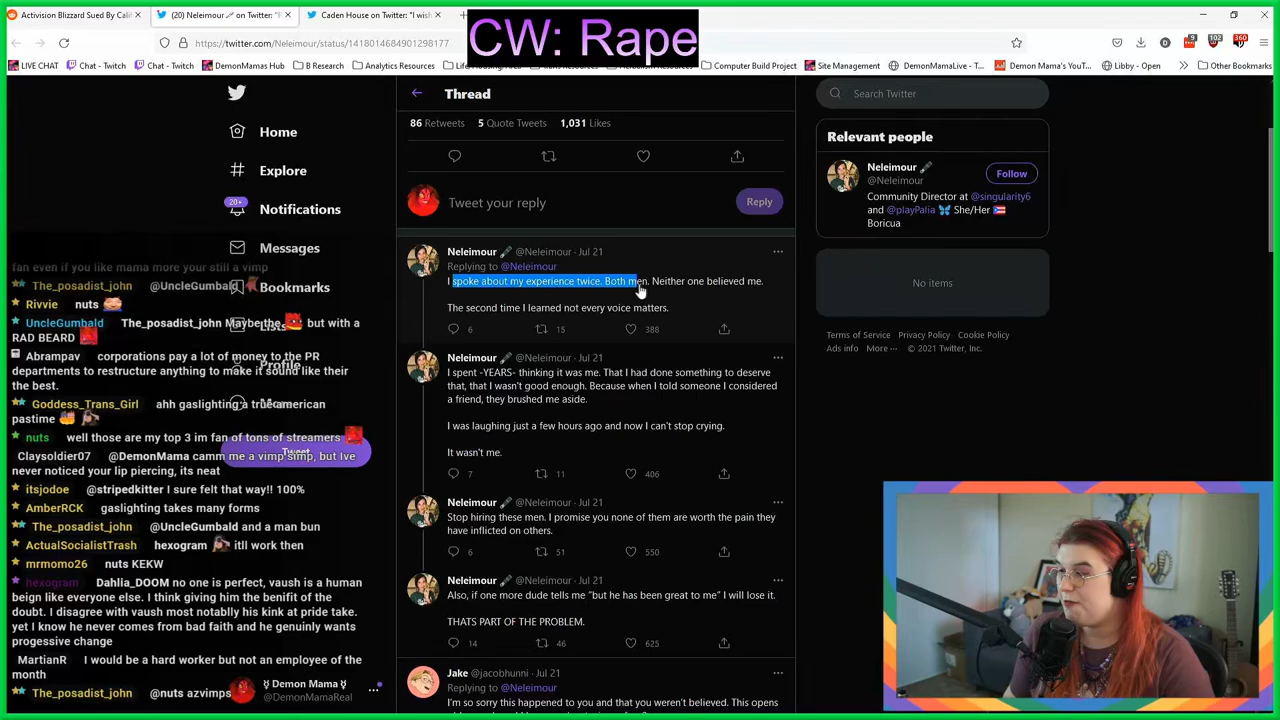 Activision Blizzard Sued By Cali
(20) Neleimour
on Twitter: "
Caden House on Twitter: "I wish
CW: Rape
https://twitter.com/Neleimour/status/1418014684901298177
LIVE CHAT
Chat - Twitch
Chat - Twitch
DemonMamas Hub
B Research
Analytics Resources
Computer Build Project
Site Management
DemonMamaLive - T...
Demon Mama's YouT...
Libby - Open
Other Bookmarks
Home
Explore
20+
Notifications
Messages
Bookmarks
Profile
More
Tweet
☿ Demon Mama ☿
@DemonMamaReal
Thread
86 Retweets 5 Quote Tweets 1,031 Likes
Tweet your reply
Reply
Neleimour @Neleimour · Jul 21
Replying to @Neleimour
I spoke about my experience twice. Both men. Neither one believed me.
The second time I learned not every voice matters.
6 15 388
Neleimour @Neleimour · Jul 21
I spent -YEARS- thinking it was me. That I had done something to deserve
that, that I wasn't good enough. Because when I told someone I considered
a friend, they brushed me aside.
I was laughing just a few hours ago and now I can't stop crying.
It wasn't me.
7 11 406
Neleimour @Neleimour · Jul 21
Stop hiring these men. I promise you none of them are worth the pain they
have inflicted on others.
6 51 550
Neleimour @Neleimour · Jul 21
Also, if one more dude tells me "but he has been great to me" I will lose it.
THATS PART OF THE PROBLEM.
14 46 625
Jake @jacobhunni · Jul 21
Replying to @Neleimour
I'm so sorry this happened to you and that you weren't believed. This opens
Search Twitter
Relevant people
Neleimour
@Neleimour
Follow
Community Director at @singularity6
and @playPalia She/Her
Boricua
No items
Terms of Service Privacy Policy Cookie Policy
Ads info More ··· © 2021 Twitter, Inc.
fan even if you like mama more your still a vimp
The_posadist_john @UncleGumbald
Rivvie nuts
UncleGumbald The_posadist_john Maybe the but with a
RAD BEARD
Abrampav corporations pay a lot of money to the PR
departments to restructure anything to make it sound like their
the best.
Goddess_Trans_Girl ahh gaslighting a true american
pastime
nuts well those are my top 3 im fan of tons of streamers
Claysoldier07 @DemonMama camm me a vimp simp, but Ive
never noticed your lip piercing, its neat
itsjodoe @stripedkitter I sure felt that way!! 100%
AmberRCK gaslighting takes many forms
The_posadist_john @UncleGumbald and a man bun
ActualSocialistTrash hexogram itll work then
mrmomo26 nuts KEKW
hexogram Dahlia_DOOM no one is perfect, vaush is a human
beign like everyone else. I think giving him the benifit of the
doubt. I disagree with vaush most notablly his kink at pride take.
yet I know he never comes from bad faith and he genuinly wants
progessive change
MartianR I would be a hard worker but not an employee of the
month
The_posadist_john @nuts azvimps